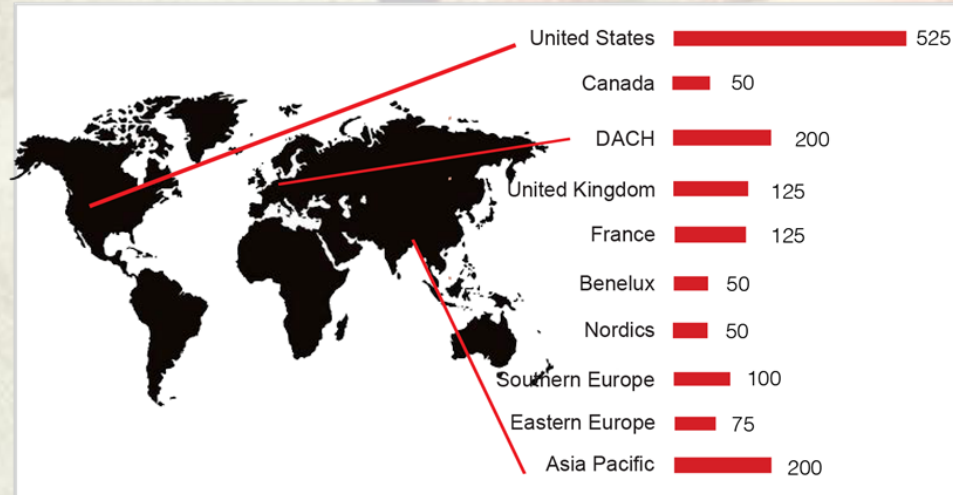 United States 525
Canada 50
DACH 200
United Kingdom 125
France 125
Benelux 50
Nordics 50
Southern Europe 100
Eastern Europe 75
Asia Pacific 200